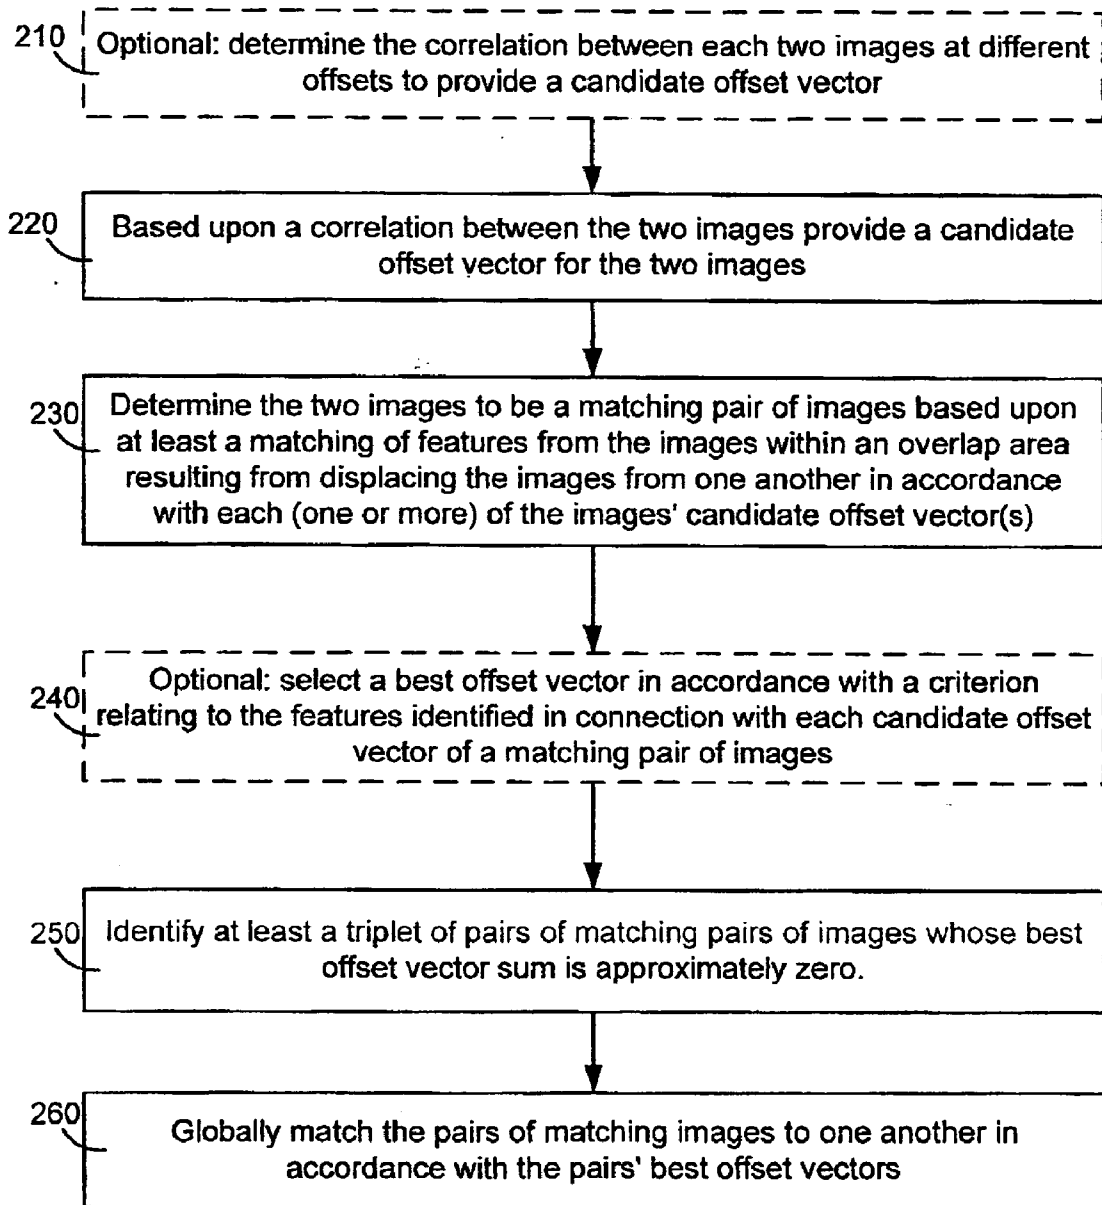 210
Optional: determine the correlation between each two images at different
offsets to provide a candidate offset vector
220
Based upon a correlation between the two images provide a candidate
offset vector for the two images
230
Determine the two images to be a matching pair of images based upon
at least a matching of features from the images within an overlap area
resulting from displacing the images from one another in accordance
with each (one or more) of the images' candidate offset vector(s)
240
Optional: select a best offset vector in accordance with a criterion
relating to the features identified in connection with each candidate offset
vector of a matching pair of images
250
Identify at least a triplet of pairs of matching pairs of images whose best
offset vector sum is approximately zero.
260
Globally match the pairs of matching images to one another in
accordance with the pairs' best offset vectors